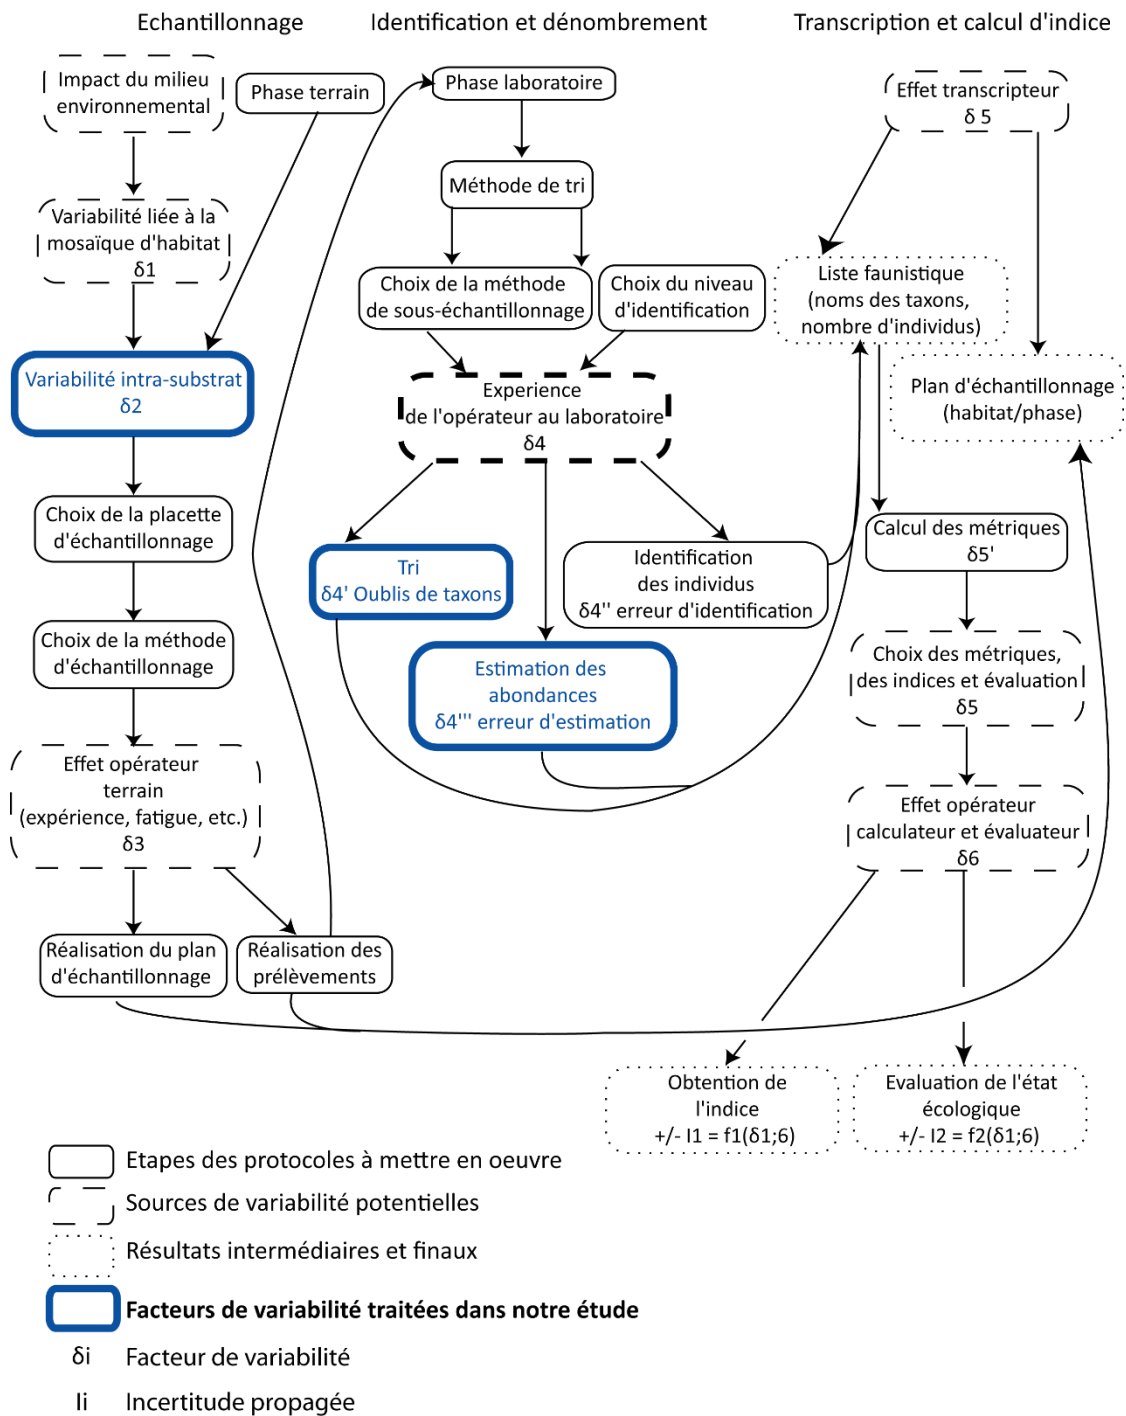 Echantillonnage
Identification et dénombrement
Transcription et calcul d'indice
Impact du milieu
environnemental
Phase terrain
Variabilité liée à la
mosaïque d'habitat
δ1
Variabilité intra-substrat
δ2
Choix de la placette
d'échantillonnage
Choix de la méthode
d'échantillonnage
Effet opérateur
terrain
(expérience, fatigue, etc.)
δ3
Réalisation du plan
d'échantillonnage
Réalisation des
prélèvements
Phase laboratoire
Méthode de tri
Choix de la méthode
de sous-échantillonnage
Choix du niveau
d'identification
Experience
de l'opérateur au laboratoire
δ4
Tri
δ4' Oublis de taxons
Identification
des individus
δ4'' erreur d'identification
Estimation des
abondances
δ4''' erreur d'estimation
Effet transcripteur
δ 5
Liste faunistique
(noms des taxons,
nombre d'individus)
Plan d'échantillonnage
(habitat/phase)
Calcul des métriques
δ5'
Choix des métriques,
des indices et évaluation
δ5
Effet opérateur
calculateur et évaluateur
δ6
Obtention de
l'indice
+/- I1 = f1(δ1;6)
Evaluation de l'état
écologique
+/- I2 = f2(δ1;6)
Etapes des protocoles à mettre en oeuvre
Sources de variabilité potentielles
Résultats intermédiaires et finaux
Facteurs de variabilité traitées dans notre étude
δi Facteur de variabilité
Ii Incertitude propagée